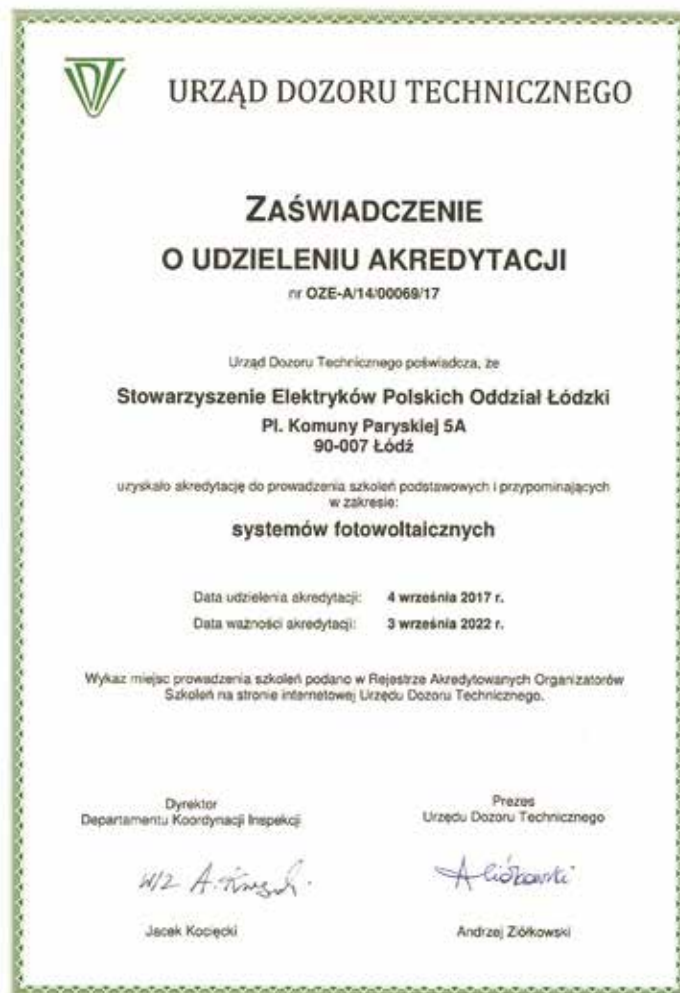 UDT
URZĄD DOZORU TECHNICZNEGO
ZAŚWIADCZENIE
O UDZIELENIU AKREDYTACJI
nr OZE-A/14/00069/17
Urząd Dozoru Technicznego poświadcza, że
Stowarzyszenie Elektryków Polskich Oddział Łódzki
Pl. Komuny Paryskiej 5A
90-007 Łódź
uzyskało akredytację do prowadzenia szkoleń podstawowych i przypominających
w zakresie:
systemów fotowoltaicznych
Data udzielenia akredytacji: 4 września 2017 r.
Data ważności akredytacji: 3 września 2022 r.
Wykaz miejsc prowadzenia szkoleń podano w Rejestrze Akredytowanych Organizatorów
Szkoleń na stronie internetowej Urzędu Dozoru Technicznego.
Dyrektor
Departamentu Koordynacji Inspekcji
Prezes
Urzędu Dozoru Technicznego
W/Z A.
Jacek Kocięcki
Andrzej Ziółkowski